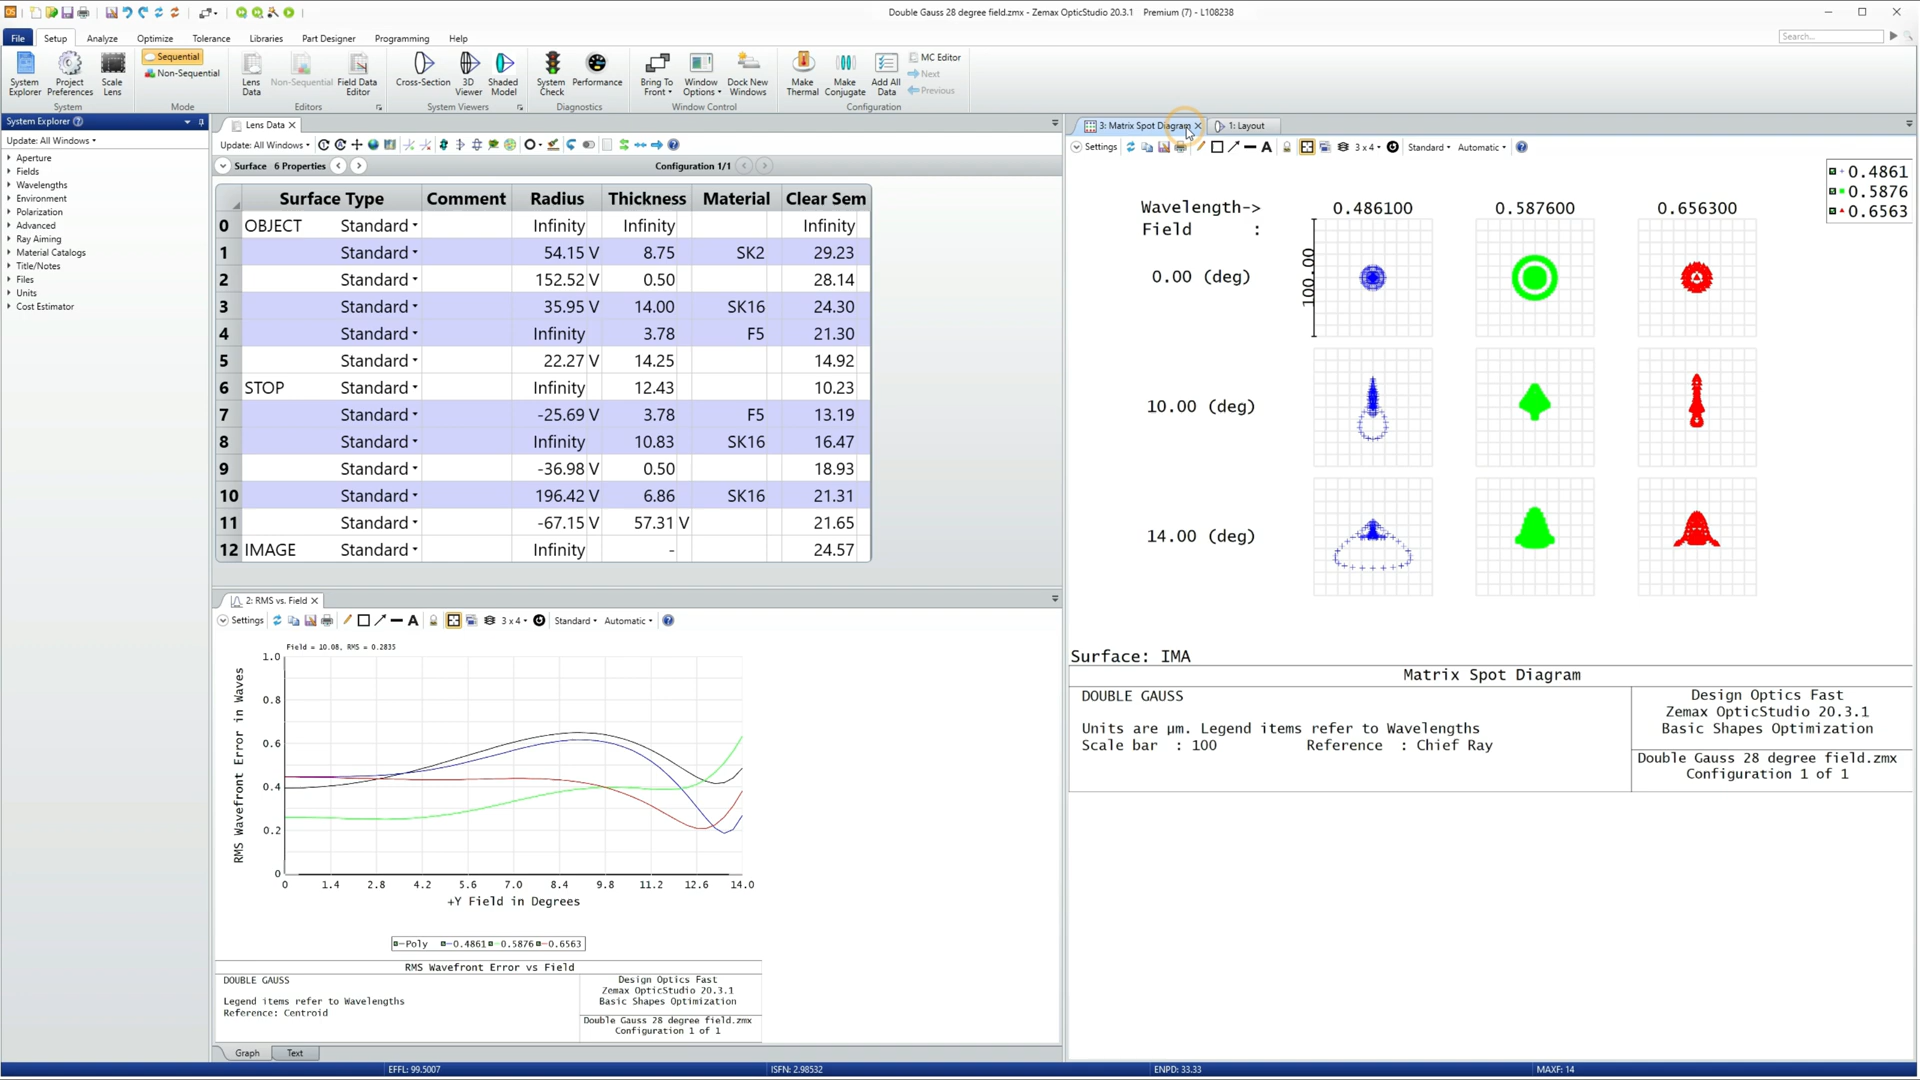 Double Gauss 28 degree field.zmx - Zemax OpticStudio 20.3.1    Premium (7) - L108238
File Setup Analyze Optimize Tolerance Libraries Part Designer Programming Help
Search...
System Explorer Project Preferences Scale Lens
System
Sequential
Non-Sequential
Mode
Lens Data Non-Sequential Field Data Editor
Editors
Cross-Section 3D Viewer Shaded Model
System Viewers
System Check Performance
Diagnostics
Bring To Front Window Options Dock New Windows
Window Control
Make Thermal Make Conjugate Add All Data
MC Editor
Next
Previous
Configuration
System Explorer
Update: All Windows
Aperture
Fields
Wavelengths
Environment
Polarization
Advanced
Ray Aiming
Material Catalogs
Title/Notes
Files
Units
Cost Estimator
Lens Data
Update: All Windows
Surface 6 Properties Configuration 1/1
Surface Type Comment Radius Thickness Material Clear Sem
0 OBJECT Standard Infinity Infinity Infinity
1 Standard 54.15 V 8.75 SK2 29.23
2 Standard 152.52 V 0.50 28.14
3 Standard 35.95 V 14.00 SK16 24.30
4 Standard Infinity 3.78 F5 21.30
5 Standard 22.27 V 14.25 14.92
6 STOP Standard Infinity 12.43 10.23
7 Standard -25.69 V 3.78 F5 13.19
8 Standard Infinity 10.83 SK16 16.47
9 Standard -36.98 V 0.50 18.93
10 Standard 196.42 V 6.86 SK16 21.31
11 Standard -67.15 V 57.31 V 21.65
12 IMAGE Standard Infinity - 24.57
2: RMS vs. Field
Settings 3 x 4 Standard Automatic
Field = 10.08, RMS = 0.2835
RMS Wavefront Error in Waves
1.0
0.8
0.6
0.4
0.2
0
0 1.4 2.8 4.2 5.6 7.0 8.4 9.8 11.2 12.6 14.0
+Y Field in Degrees
Poly 0.4861 0.5876 0.6563
RMS Wavefront Error vs Field
DOUBLE GAUSS
Legend items refer to Wavelengths
Reference: Centroid
Design Optics Fast
Zemax OpticStudio 20.3.1
Basic Shapes Optimization
Double Gauss 28 degree field.zmx
Configuration 1 of 1
Graph Text
3: Matrix Spot Diagram 1: Layout
Settings 3 x 4 Standard Automatic
0.4861
0.5876
0.6563
Wavelength-> 0.486100 0.587600 0.656300
Field :
100.00
0.00 (deg)
10.00 (deg)
14.00 (deg)
Surface: IMA
Matrix Spot Diagram
DOUBLE GAUSS
Units are µm. Legend items refer to Wavelengths
Scale bar : 100 Reference : Chief Ray
Design Optics Fast
Zemax OpticStudio 20.3.1
Basic Shapes Optimization
Double Gauss 28 degree field.zmx
Configuration 1 of 1
EFFL: 99.5007 ISFN: 2.98532 ENPD: 33.33 MAXF: 14